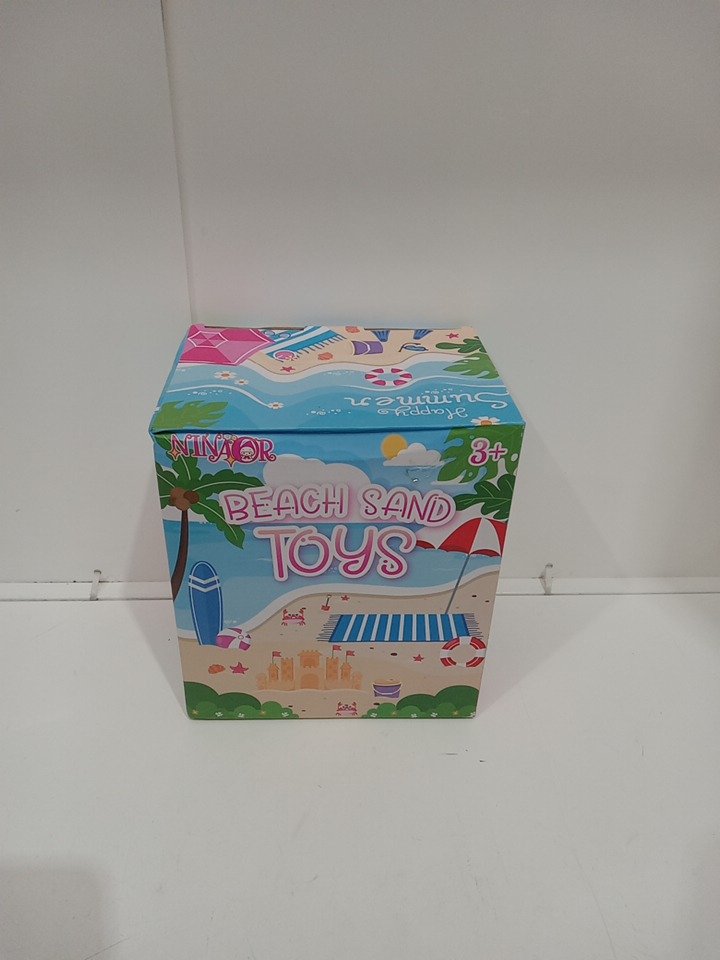 Happy
Summer
NINAOR
3+
BEACH SAND
TOYS